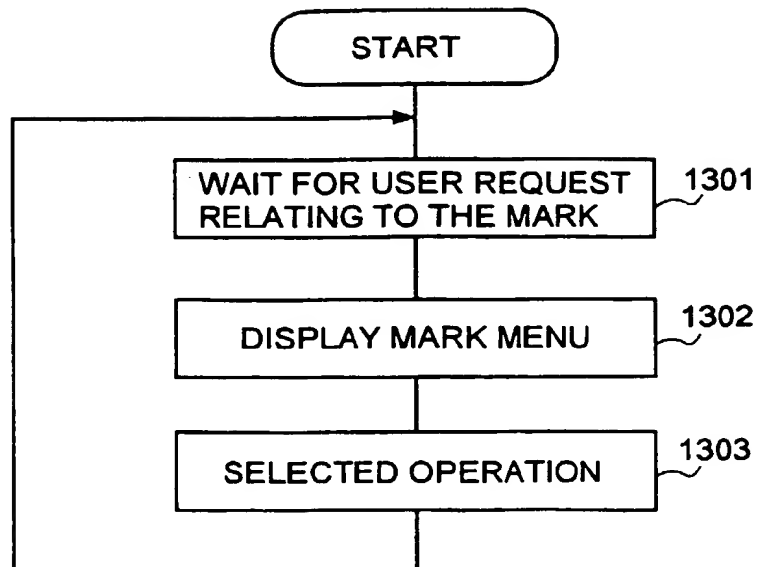 START
WAIT FOR USER REQUEST
RELATING TO THE MARK
1301
DISPLAY MARK MENU
1302
SELECTED OPERATION
1303